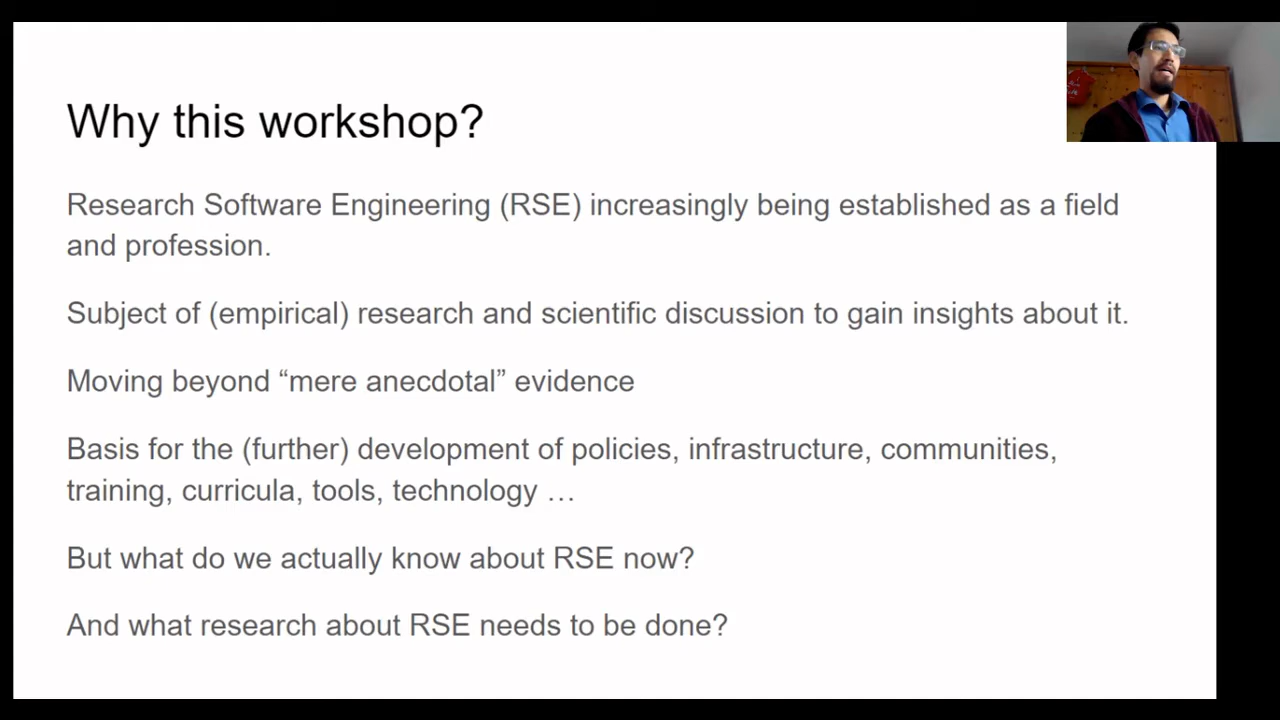 Why this workshop?
Research Software Engineering (RSE) increasingly being established as a field
and profession.
Subject of (empirical) research and scientific discussion to gain insights about it.
Moving beyond “mere anecdotal” evidence
Basis for the (further) development of policies, infrastructure, communities,
training, curricula, tools, technology …
But what do we actually know about RSE now?
And what research about RSE needs to be done?